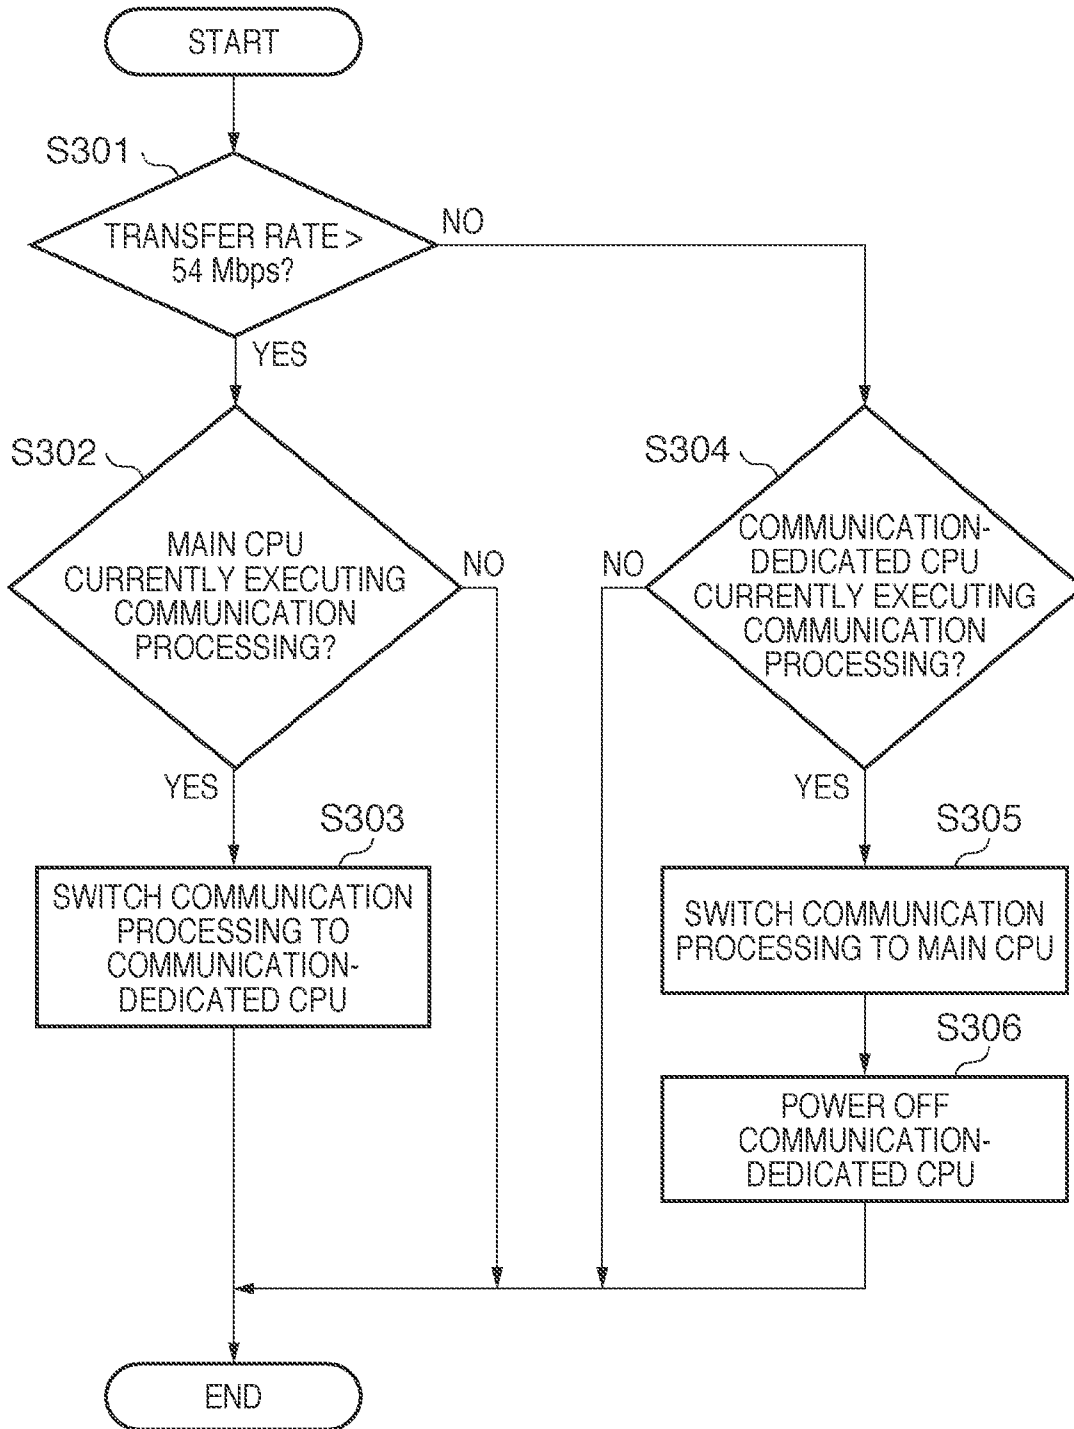 START
S301
TRANSFER RATE >
54 Mbps?
NO
YES
S302
MAIN CPU
CURRENTLY EXECUTING
COMMUNICATION
PROCESSING?
NO
YES
S303
SWITCH COMMUNICATION
PROCESSING TO
COMMUNICATION-
DEDICATED CPU
S304
COMMUNICATION-
DEDICATED CPU
CURRENTLY EXECUTING
COMMUNICATION
PROCESSING?
NO
YES
S305
SWITCH COMMUNICATION
PROCESSING TO MAIN CPU
S306
POWER OFF
COMMUNICATION-
DEDICATED CPU
END